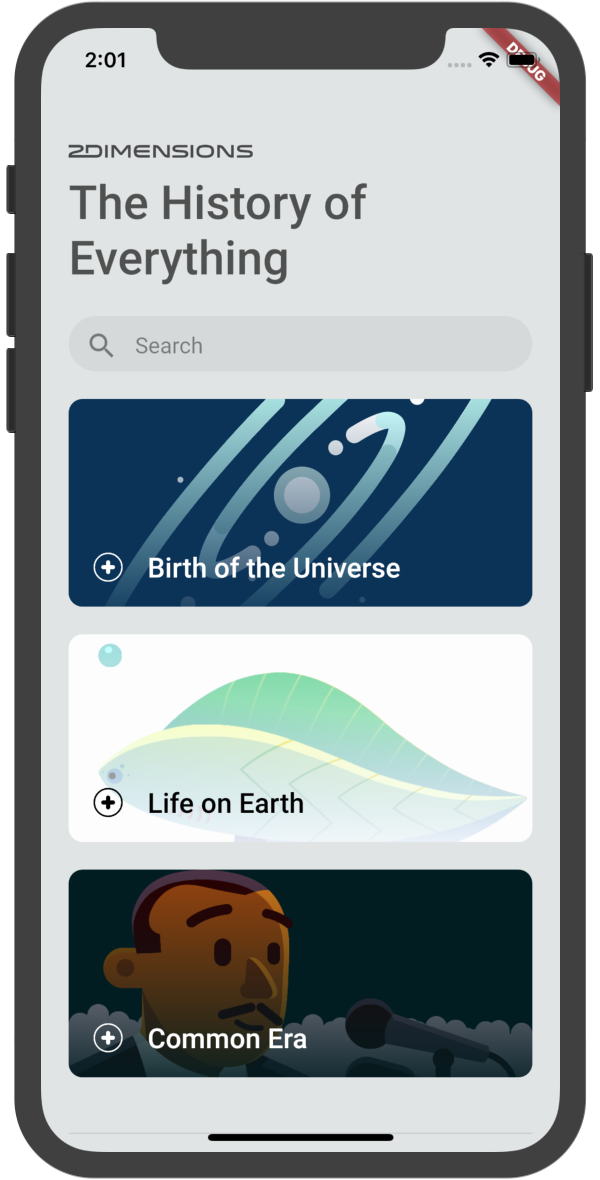 2:01
DEBUG
2DIMENSIONS
The History of
Everything
Search
Birth of the Universe
Life on Earth
Common Era